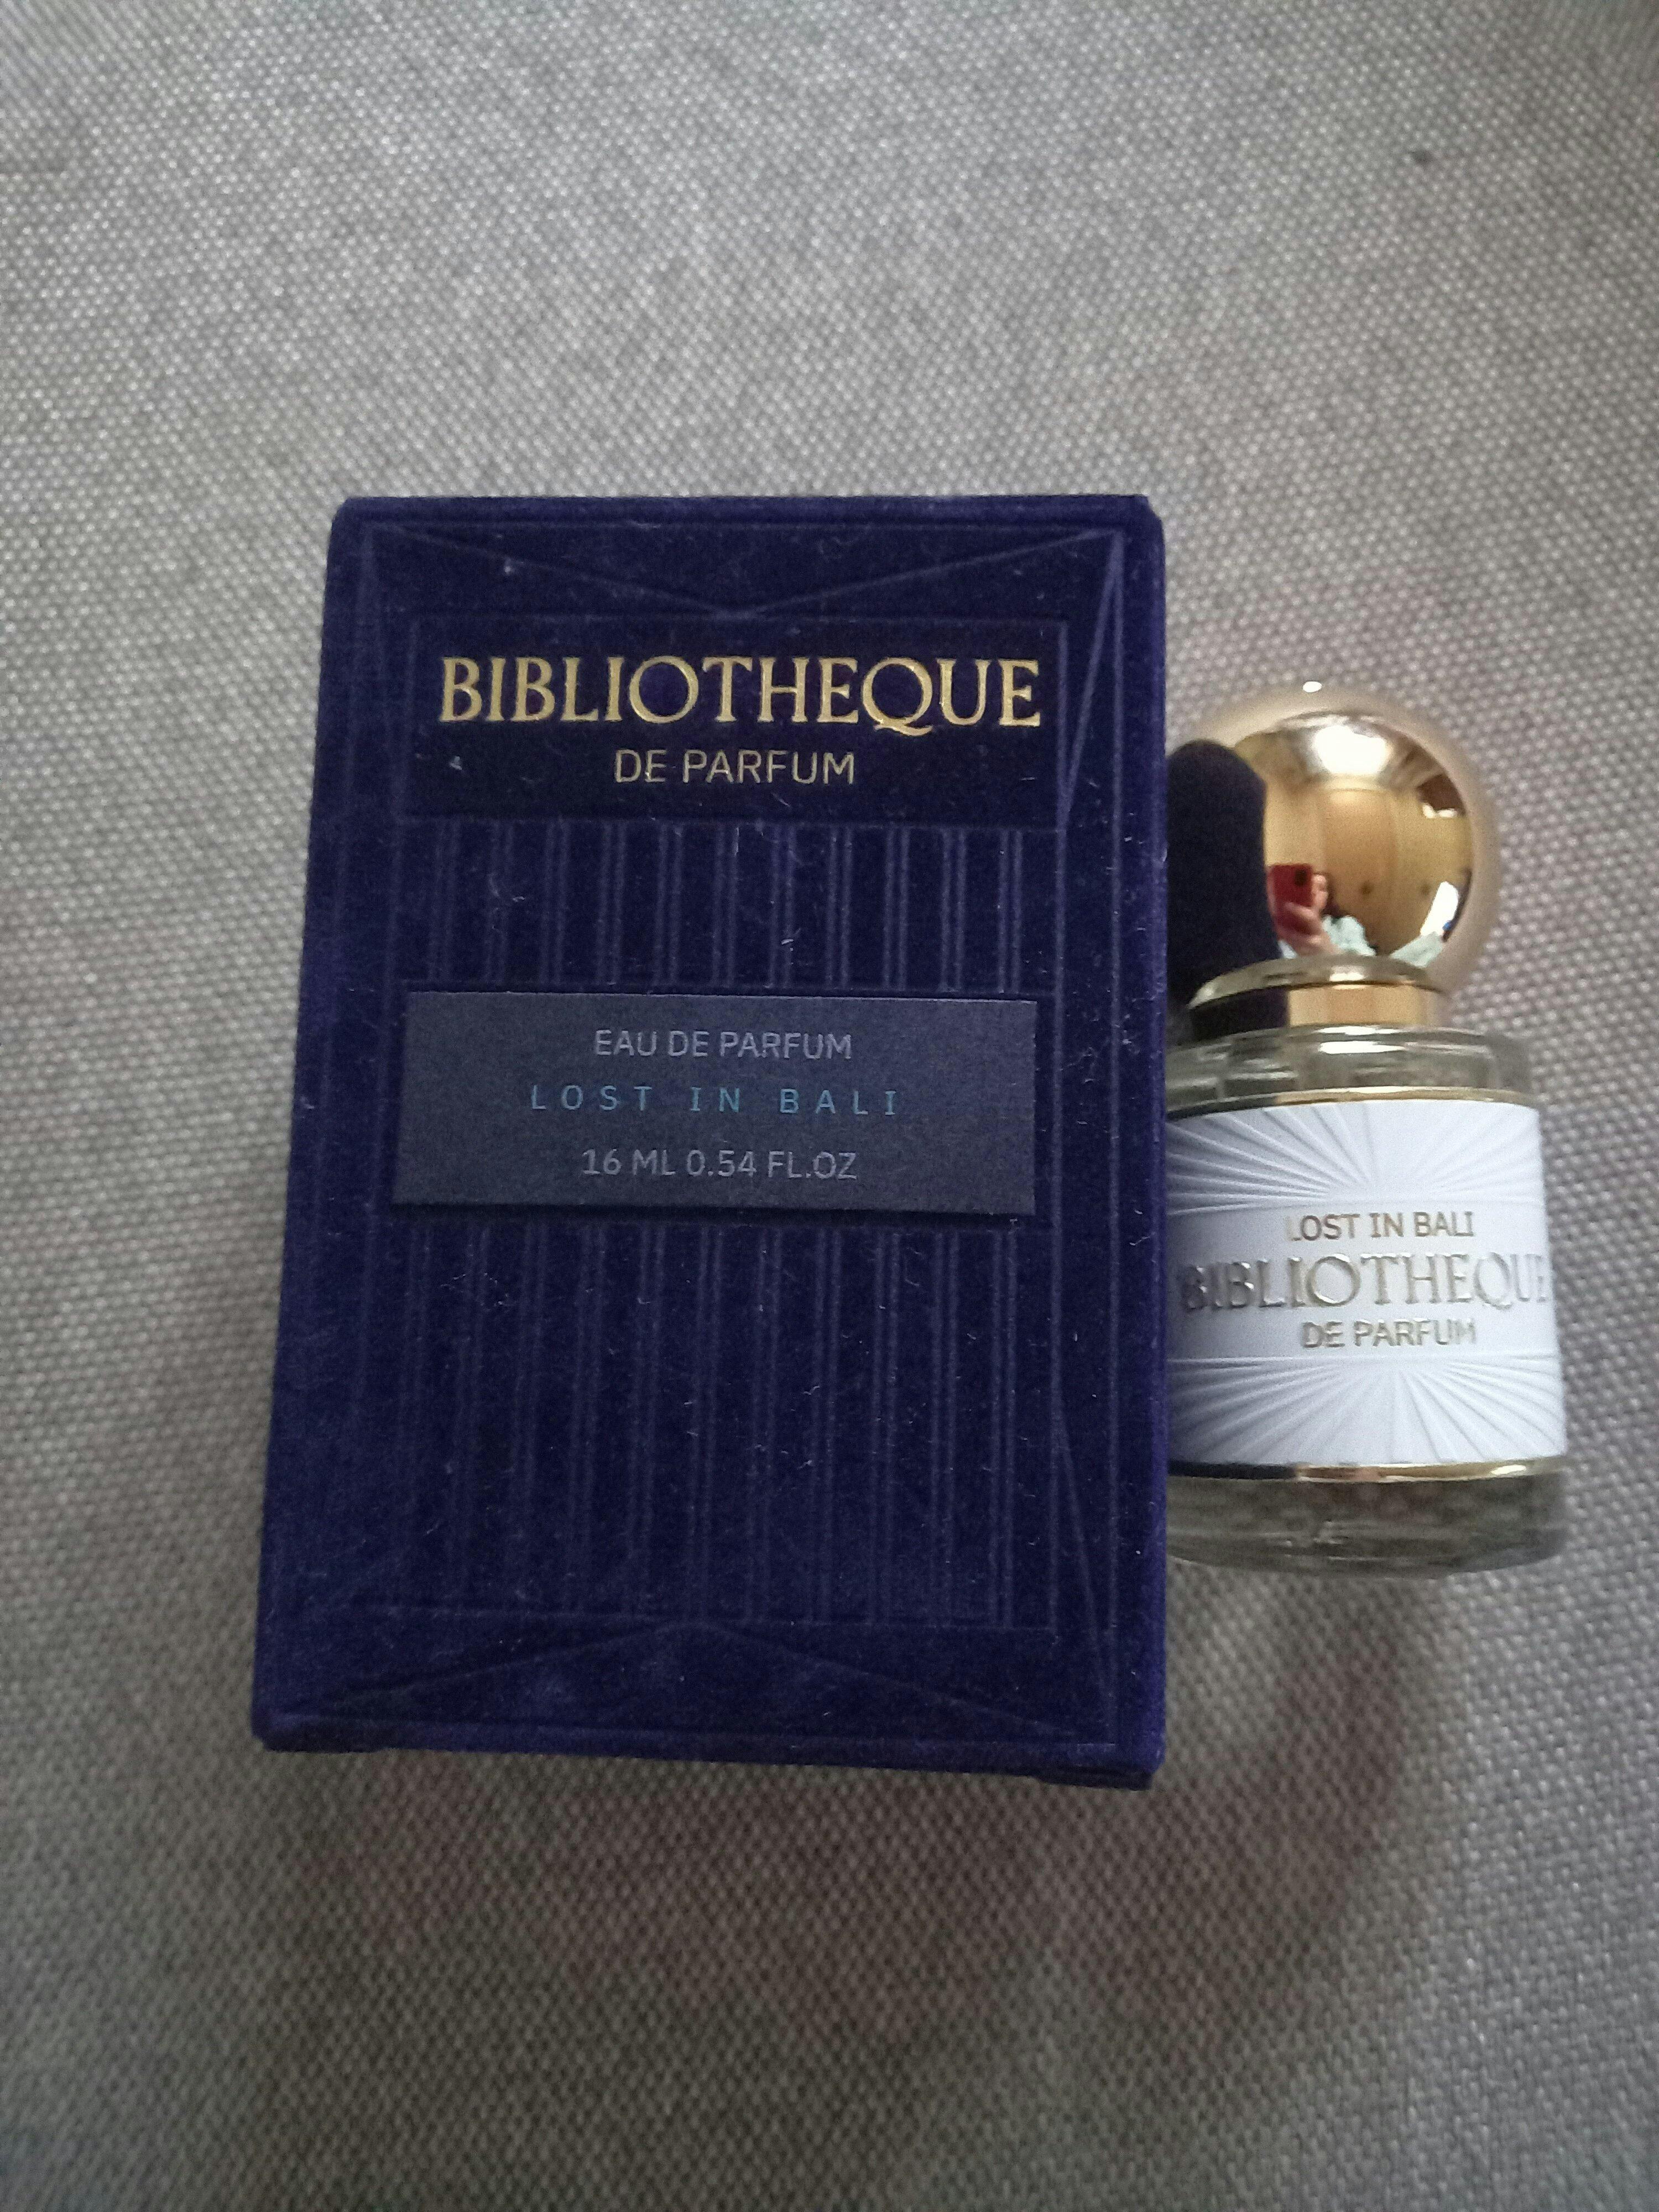 BIBLIOTHEQUE
DE PARFUM
EAU DE PARFUM
LOST IN BALI
16 ML 0.54 FL.OZ
LOST IN BALI
BIBLIOTHEQUE
DE PARFUM